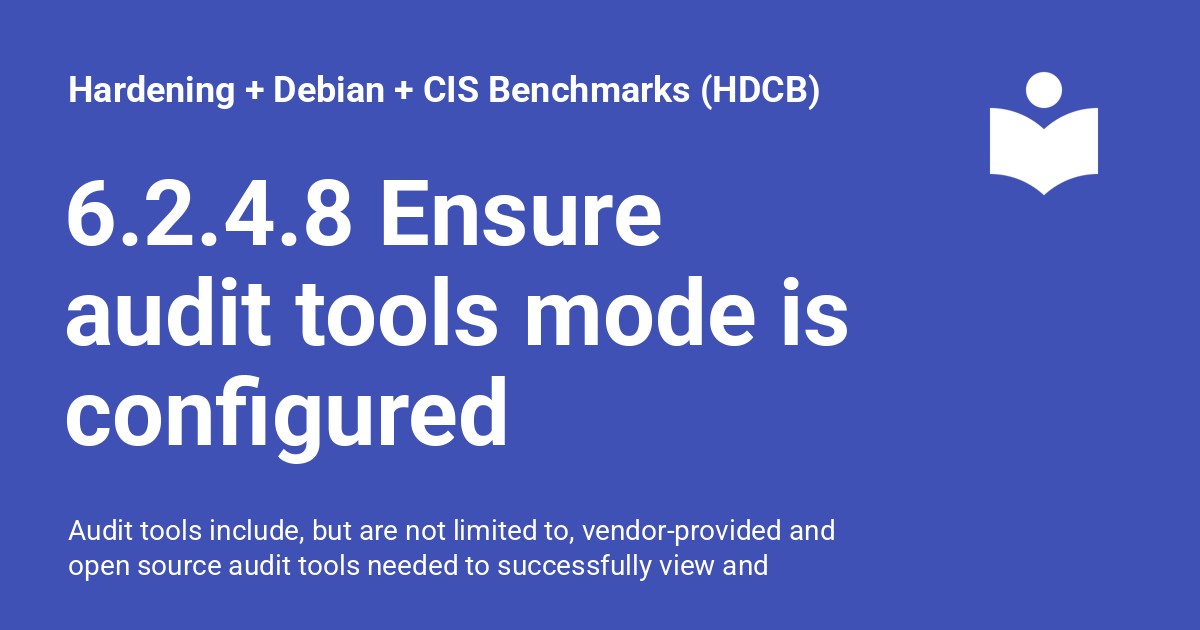 Hardening + Debian + CIS Benchmarks (HDCB)
6.2.4.8 Ensure
audit tools mode is
configured
Audit tools include, but are not limited to, vendor-provided and
open source audit tools needed to successfully view and